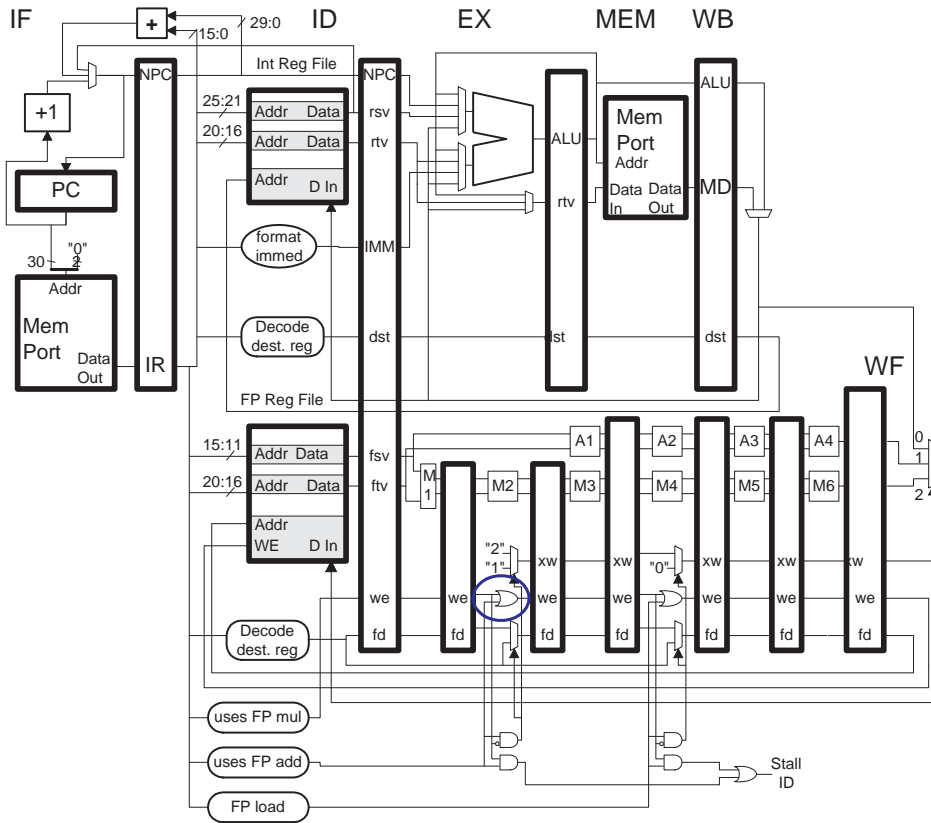 IF
ID
EX
MEM
WB
29:0
15:0
+
Int Reg File
NPC
NPC
ALU
+1
25:21
Addr
Data
rsv
20:16
Addr
Data
rtv
ALU
Mem
Port
Addr
PC
Addr
D In
rtv
Data
In
Data
Out
MD
"0"
30
2
format
immed
IMM
Addr
Mem
Port
Data
Out
IR
Decode
dest. reg
dst
dst
dst
WF
FP Reg File
15:11
Addr
Data
fsv
A1
A2
A3
A4
0
1
20:16
Addr
Data
ftv
M
1
M2
M3
M4
M5
M6
2
Addr
WE
D In
"2"
"1"
xw
xw
"0"
xw
xw
xw
we
we
we
we
we
we
we
Decode
dest. reg
fd
fd
fd
fd
fd
fd
fd
uses FP mul
uses FP add
Stall
ID
FP load